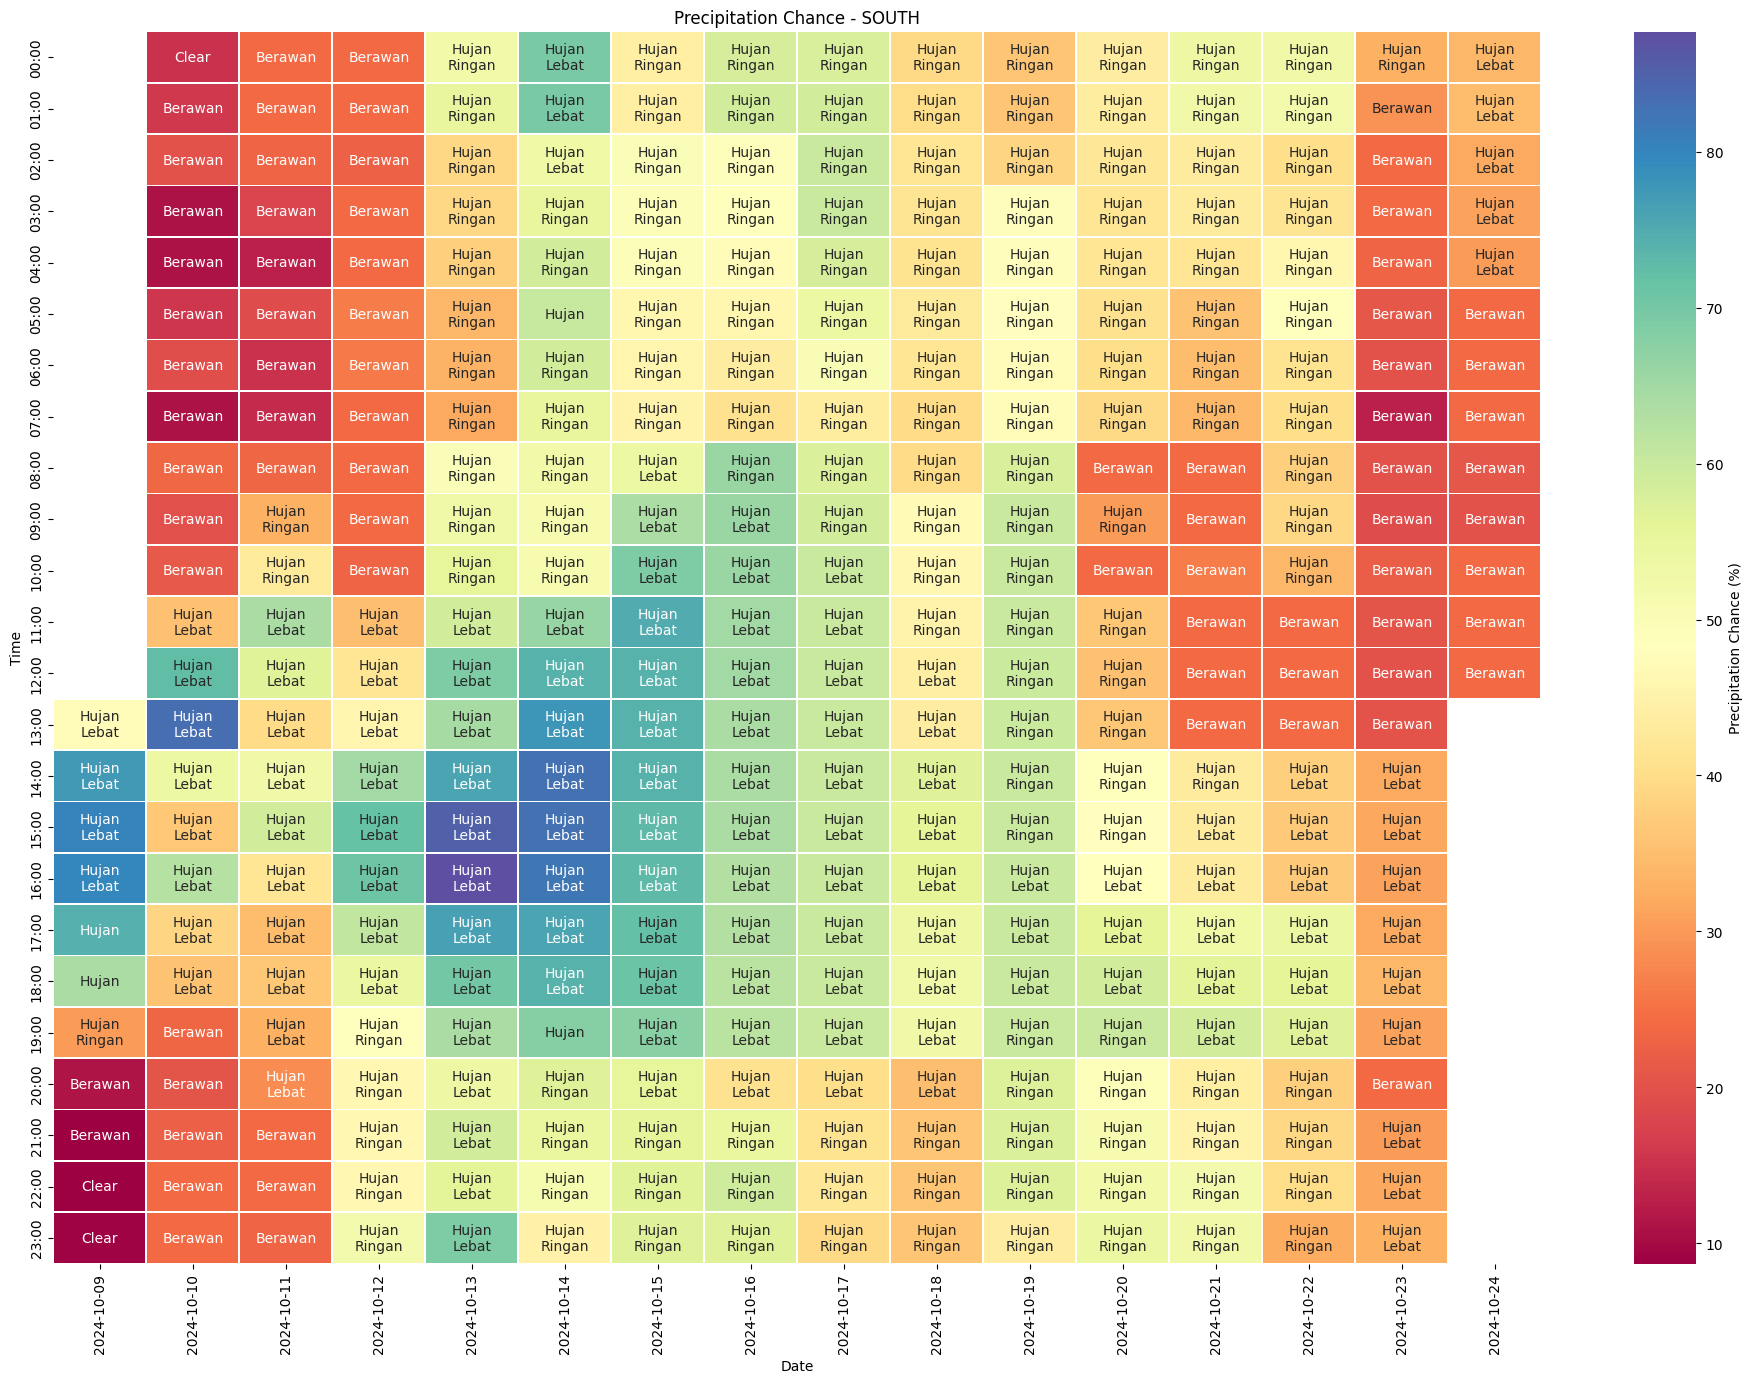 Precipitation Chance - SOUTH
00:00 Clear Berawan Berawan Hujan Ringan Hujan Lebat Hujan Ringan Hujan Ringan Hujan Ringan Hujan Ringan Hujan Ringan Hujan Ringan Hujan Ringan Hujan Ringan Hujan Ringan Hujan Lebat
01:00 Berawan Berawan Berawan Hujan Ringan Hujan Lebat Hujan Ringan Hujan Ringan Hujan Ringan Hujan Ringan Hujan Ringan Hujan Ringan Hujan Ringan Hujan Ringan Berawan Hujan Lebat
02:00 Berawan Berawan Berawan Hujan Ringan Hujan Lebat Hujan Ringan Hujan Ringan Hujan Ringan Hujan Ringan Hujan Ringan Hujan Ringan Hujan Ringan Hujan Ringan Berawan Hujan Lebat
03:00 Berawan Berawan Berawan Hujan Ringan Hujan Ringan Hujan Ringan Hujan Ringan Hujan Ringan Hujan Ringan Hujan Ringan Hujan Ringan Hujan Ringan Hujan Ringan Berawan Hujan Lebat
04:00 Berawan Berawan Berawan Hujan Ringan Hujan Ringan Hujan Ringan Hujan Ringan Hujan Ringan Hujan Ringan Hujan Ringan Hujan Ringan Hujan Ringan Hujan Ringan Berawan Hujan Lebat
05:00 Berawan Berawan Berawan Hujan Ringan Hujan Hujan Ringan Hujan Ringan Hujan Ringan Hujan Ringan Hujan Ringan Hujan Ringan Hujan Ringan Hujan Ringan Berawan Berawan
06:00 Berawan Berawan Berawan Hujan Ringan Hujan Ringan Hujan Ringan Hujan Ringan Hujan Ringan Hujan Ringan Hujan Ringan Hujan Ringan Hujan Ringan Hujan Ringan Berawan Berawan
07:00 Berawan Berawan Berawan Hujan Ringan Hujan Ringan Hujan Ringan Hujan Ringan Hujan Ringan Hujan Ringan Hujan Ringan Hujan Ringan Hujan Ringan Hujan Ringan Berawan Berawan
08:00 Berawan Berawan Berawan Hujan Ringan Hujan Ringan Hujan Lebat Hujan Ringan Hujan Ringan Hujan Ringan Hujan Ringan Berawan Berawan Hujan Ringan Berawan Berawan
09:00 Berawan Hujan Ringan Berawan Hujan Ringan Hujan Ringan Hujan Lebat Hujan Lebat Hujan Ringan Hujan Ringan Hujan Ringan Hujan Ringan Berawan Hujan Ringan Berawan Berawan
10:00 Berawan Hujan Ringan Berawan Hujan Ringan Hujan Ringan Hujan Lebat Hujan Lebat Hujan Lebat Hujan Ringan Hujan Ringan Berawan Berawan Hujan Ringan Berawan Berawan
11:00 Hujan Lebat Hujan Lebat Hujan Lebat Hujan Lebat Hujan Lebat Hujan Lebat Hujan Lebat Hujan Lebat Hujan Ringan Hujan Ringan Hujan Ringan Berawan Berawan Berawan Berawan
12:00 Hujan Lebat Hujan Lebat Hujan Lebat Hujan Lebat Hujan Lebat Hujan Lebat Hujan Lebat Hujan Lebat Hujan Lebat Hujan Ringan Hujan Ringan Berawan Berawan Berawan Berawan
13:00 Hujan Lebat Hujan Lebat Hujan Lebat Hujan Lebat Hujan Lebat Hujan Lebat Hujan Lebat Hujan Lebat Hujan Lebat Hujan Lebat Hujan Ringan Hujan Ringan Berawan Berawan Berawan
14:00 Hujan Lebat Hujan Lebat Hujan Lebat Hujan Lebat Hujan Lebat Hujan Lebat Hujan Lebat Hujan Lebat Hujan Lebat Hujan Lebat Hujan Ringan Hujan Ringan Hujan Ringan Hujan Lebat Hujan Lebat
15:00 Hujan Lebat Hujan Lebat Hujan Lebat Hujan Lebat Hujan Lebat Hujan Lebat Hujan Lebat Hujan Lebat Hujan Lebat Hujan Lebat Hujan Ringan Hujan Ringan Hujan Lebat Hujan Lebat Hujan Lebat
16:00 Hujan Lebat Hujan Lebat Hujan Lebat Hujan Lebat Hujan Lebat Hujan Lebat Hujan Lebat Hujan Lebat Hujan Lebat Hujan Lebat Hujan Lebat Hujan Lebat Hujan Lebat Hujan Lebat Hujan Lebat
17:00 Hujan Hujan Lebat Hujan Lebat Hujan Lebat Hujan Lebat Hujan Lebat Hujan Lebat Hujan Lebat Hujan Lebat Hujan Lebat Hujan Lebat Hujan Lebat Hujan Lebat Hujan Lebat Hujan Lebat
18:00 Hujan Hujan Lebat Hujan Lebat Hujan Lebat Hujan Lebat Hujan Lebat Hujan Lebat Hujan Lebat Hujan Lebat Hujan Lebat Hujan Lebat Hujan Lebat Hujan Lebat Hujan Lebat Hujan Lebat
19:00 Hujan Ringan Berawan Hujan Lebat Hujan Ringan Hujan Lebat Hujan Hujan Lebat Hujan Lebat Hujan Lebat Hujan Lebat Hujan Ringan Hujan Ringan Hujan Lebat Hujan Lebat Hujan Lebat
20:00 Berawan Berawan Hujan Lebat Hujan Ringan Hujan Lebat Hujan Ringan Hujan Lebat Hujan Lebat Hujan Lebat Hujan Lebat Hujan Ringan Hujan Ringan Hujan Ringan Hujan Ringan Berawan
21:00 Berawan Berawan Berawan Hujan Ringan Hujan Lebat Hujan Ringan Hujan Ringan Hujan Ringan Hujan Ringan Hujan Ringan Hujan Ringan Hujan Ringan Hujan Ringan Hujan Ringan Hujan Lebat
22:00 Clear Berawan Berawan Hujan Ringan Hujan Lebat Hujan Ringan Hujan Ringan Hujan Ringan Hujan Ringan Hujan Ringan Hujan Ringan Hujan Ringan Hujan Ringan Hujan Ringan Hujan Lebat
23:00 Clear Berawan Berawan Hujan Ringan Hujan Lebat Hujan Ringan Hujan Ringan Hujan Ringan Hujan Ringan Hujan Ringan Hujan Ringan Hujan Ringan Hujan Ringan Hujan Ringan Hujan Lebat
Time
2024-10-09 2024-10-10 2024-10-11 2024-10-12 2024-10-13 2024-10-14 2024-10-15 2024-10-16 2024-10-17 2024-10-18 2024-10-19 2024-10-20 2024-10-21 2024-10-22 2024-10-23 2024-10-24
Date
80
70
60
50
40
30
20
10
Precipitation Chance (%)